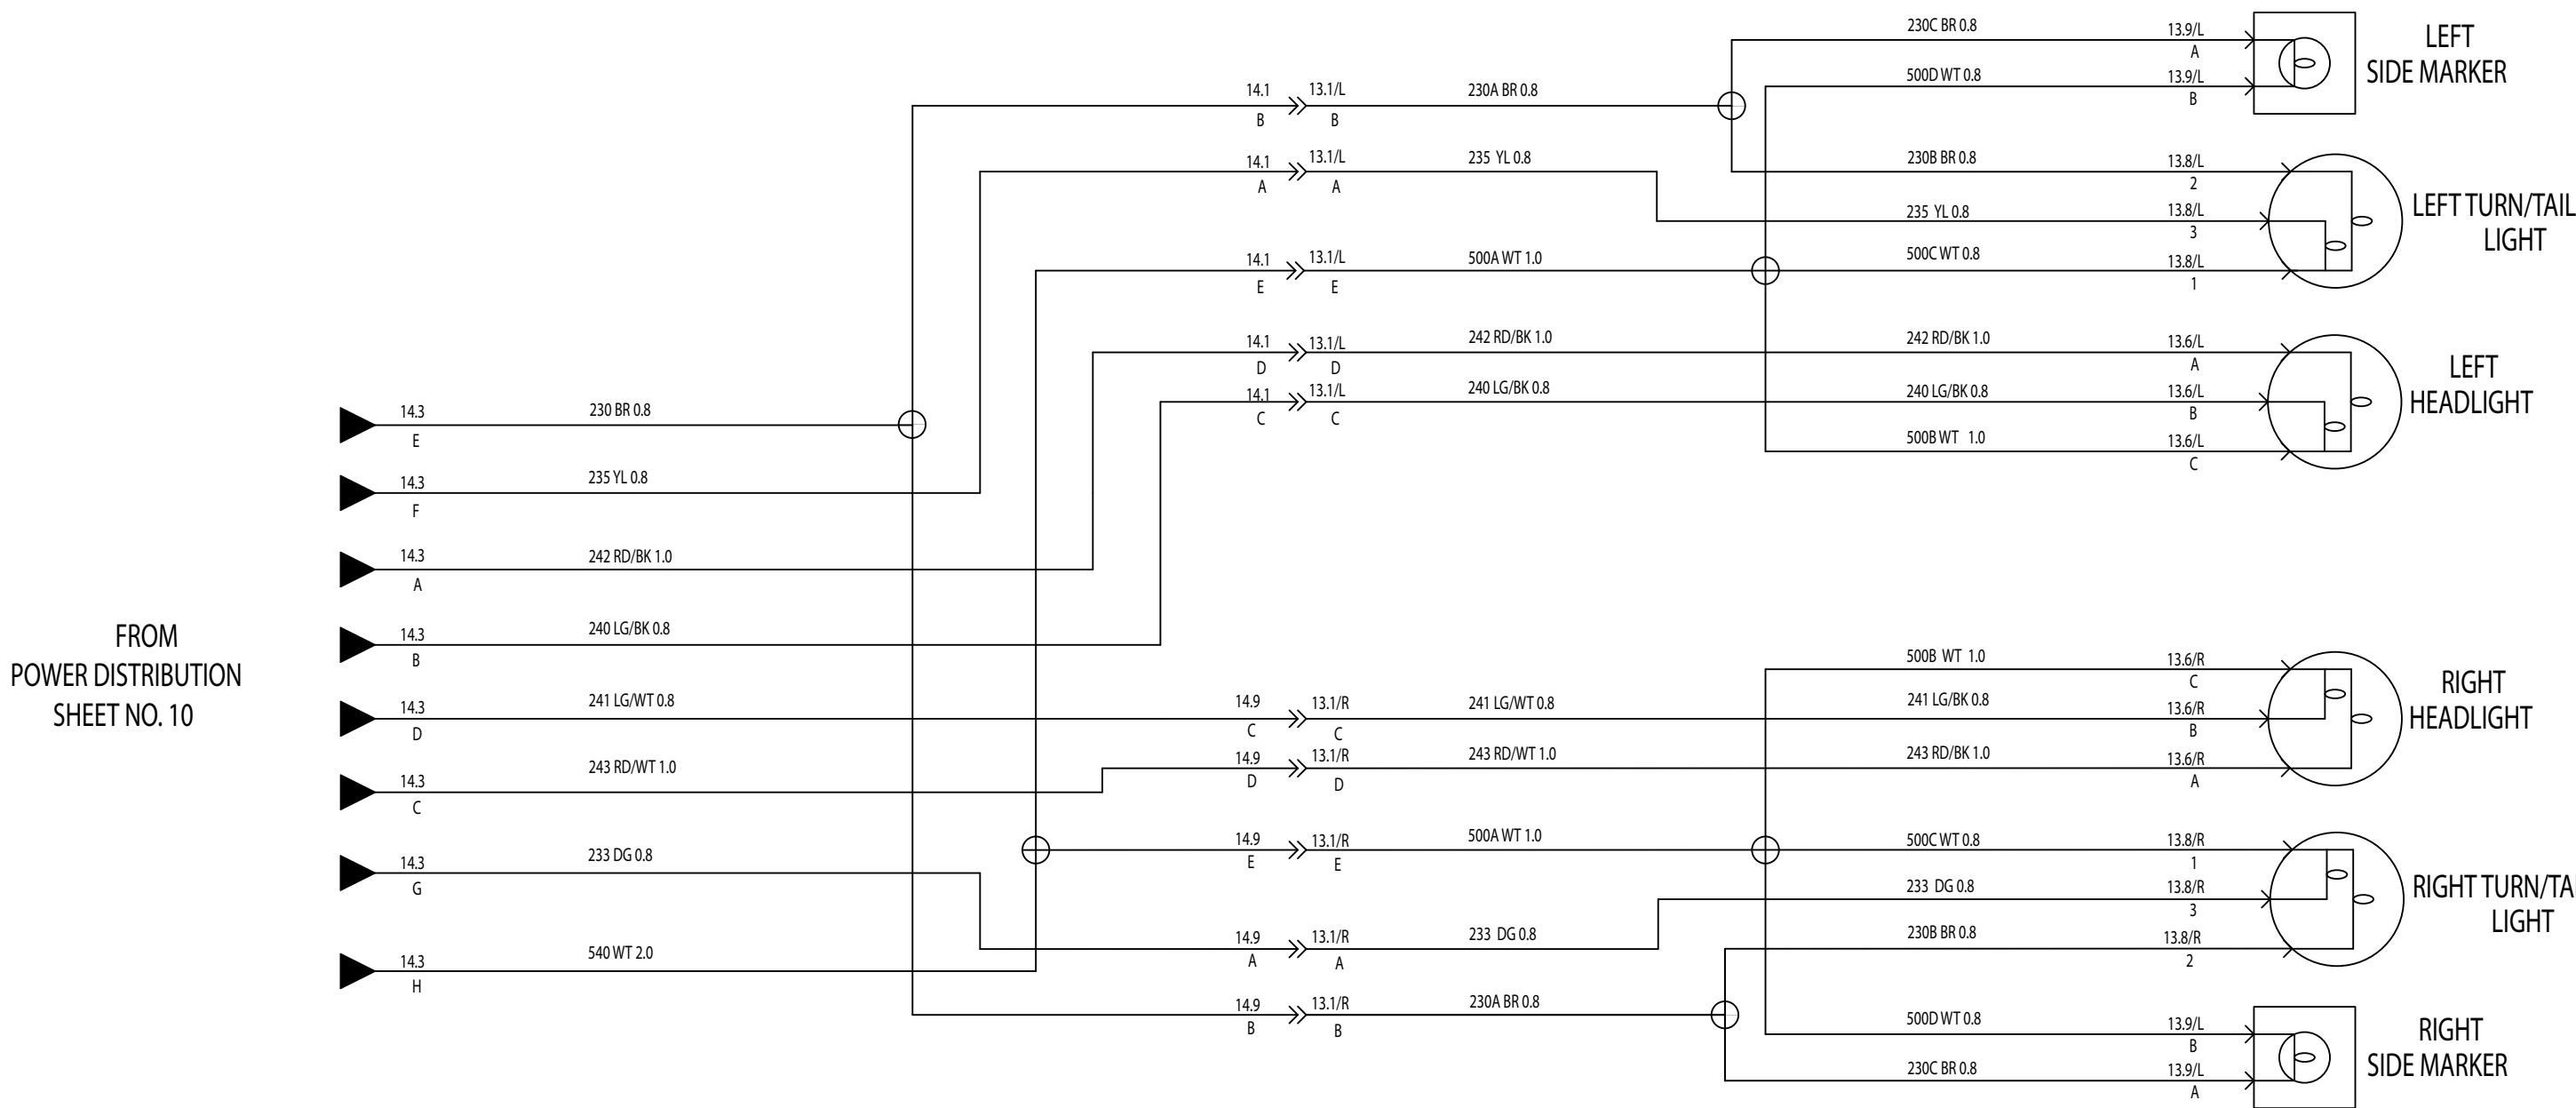 FROM
POWER DISTRIBUTION
SHEET NO. 10
14.3
E
230 BR 0.8
14.3
F
235 YL 0.8
14.3
A
242 RD/BK 1.0
14.3
B
240 LG/BK 0.8
14.3
D
241 LG/WT 0.8
14.3
C
243 RD/WT 1.0
14.3
G
233 DG 0.8
14.3
H
540 WT 2.0
14.1
B
13.1/L
B
230A BR 0.8
14.1
A
13.1/L
A
235 YL 0.8
14.1
E
13.1/L
E
500A WT 1.0
14.1
D
13.1/L
D
242 RD/BK 1.0
14.1
C
13.1/L
C
240 LG/BK 0.8
14.9
C
13.1/R
C
241 LG/WT 0.8
14.9
D
13.1/R
D
243 RD/WT 1.0
14.9
E
13.1/R
E
500A WT 1.0
14.9
A
13.1/R
A
233 DG 0.8
14.9
B
13.1/R
B
230A BR 0.8
230C BR 0.8
13.9/L
A
500D WT 0.8
13.9/L
B
LEFT
SIDE MARKER
230B BR 0.8
13.8/L
2
235 YL 0.8
13.8/L
3
500C WT 0.8
13.8/L
1
LEFT TURN/TAIL
LIGHT
242 RD/BK 1.0
13.6/L
A
240 LG/BK 0.8
13.6/L
B
500B WT 1.0
13.6/L
C
LEFT
HEADLIGHT
500B WT 1.0
13.6/R
C
241 LG/BK 0.8
13.6/R
B
243 RD/BK 1.0
13.6/R
A
RIGHT
HEADLIGHT
500C WT 0.8
13.8/R
1
233 DG 0.8
13.8/R
3
230B BR 0.8
13.8/R
2
RIGHT TURN/TA
LIGHT
500D WT 0.8
13.9/L
B
230C BR 0.8
13.9/L
A
RIGHT
SIDE MARKER